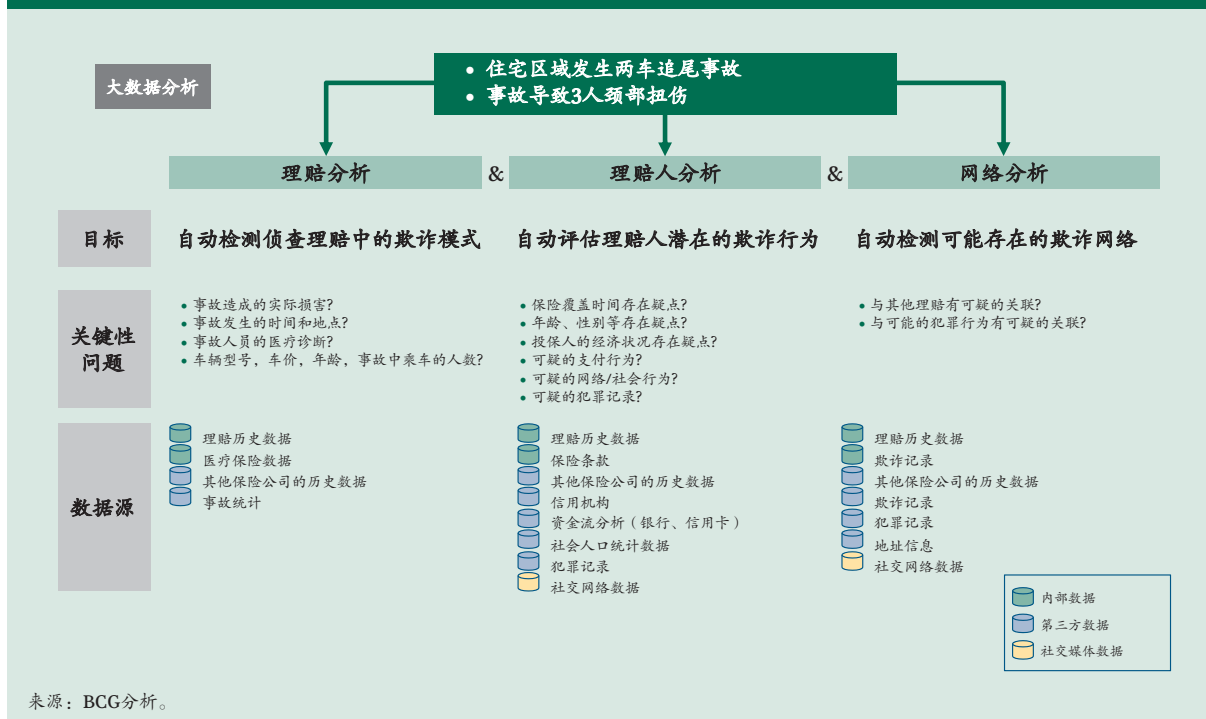 大数据分析
• 住宅区域发生两车追尾事故
• 事故导致3人颈部扭伤
理赔分析 & 理赔人分析 & 网络分析
目标
自动检测侦查理赔中的欺诈模式
自动评估理赔人潜在的欺诈行为
自动检测可能存在的欺诈网络
关键性
问题
• 事故造成的实际损害?
• 事故发生的时间和地点?
• 事故人员的医疗诊断?
• 车辆型号，车价，年龄，事故中乘车的人数?
• 保险覆盖时间存在疑点?
• 年龄、性别等存在疑点?
• 投保人的经济状况存在疑点?
• 可疑的支付行为?
• 可疑的网络/社会行为?
• 可疑的犯罪记录?
• 与其他理赔有可疑的关联?
• 与可能的犯罪行为有可疑的关联?
数据源
理赔历史数据
医疗保险数据
其他保险公司的历史数据
事故统计
理赔历史数据
保险条款
其他保险公司的历史数据
信用机构
资金流分析（银行、信用卡）
社会人口统计数据
犯罪记录
社交网络数据
理赔历史数据
欺诈记录
其他保险公司的历史数据
欺诈记录
犯罪记录
地址信息
社交网络数据
内部数据
第三方数据
社交媒体数据
来源：BCG分析。